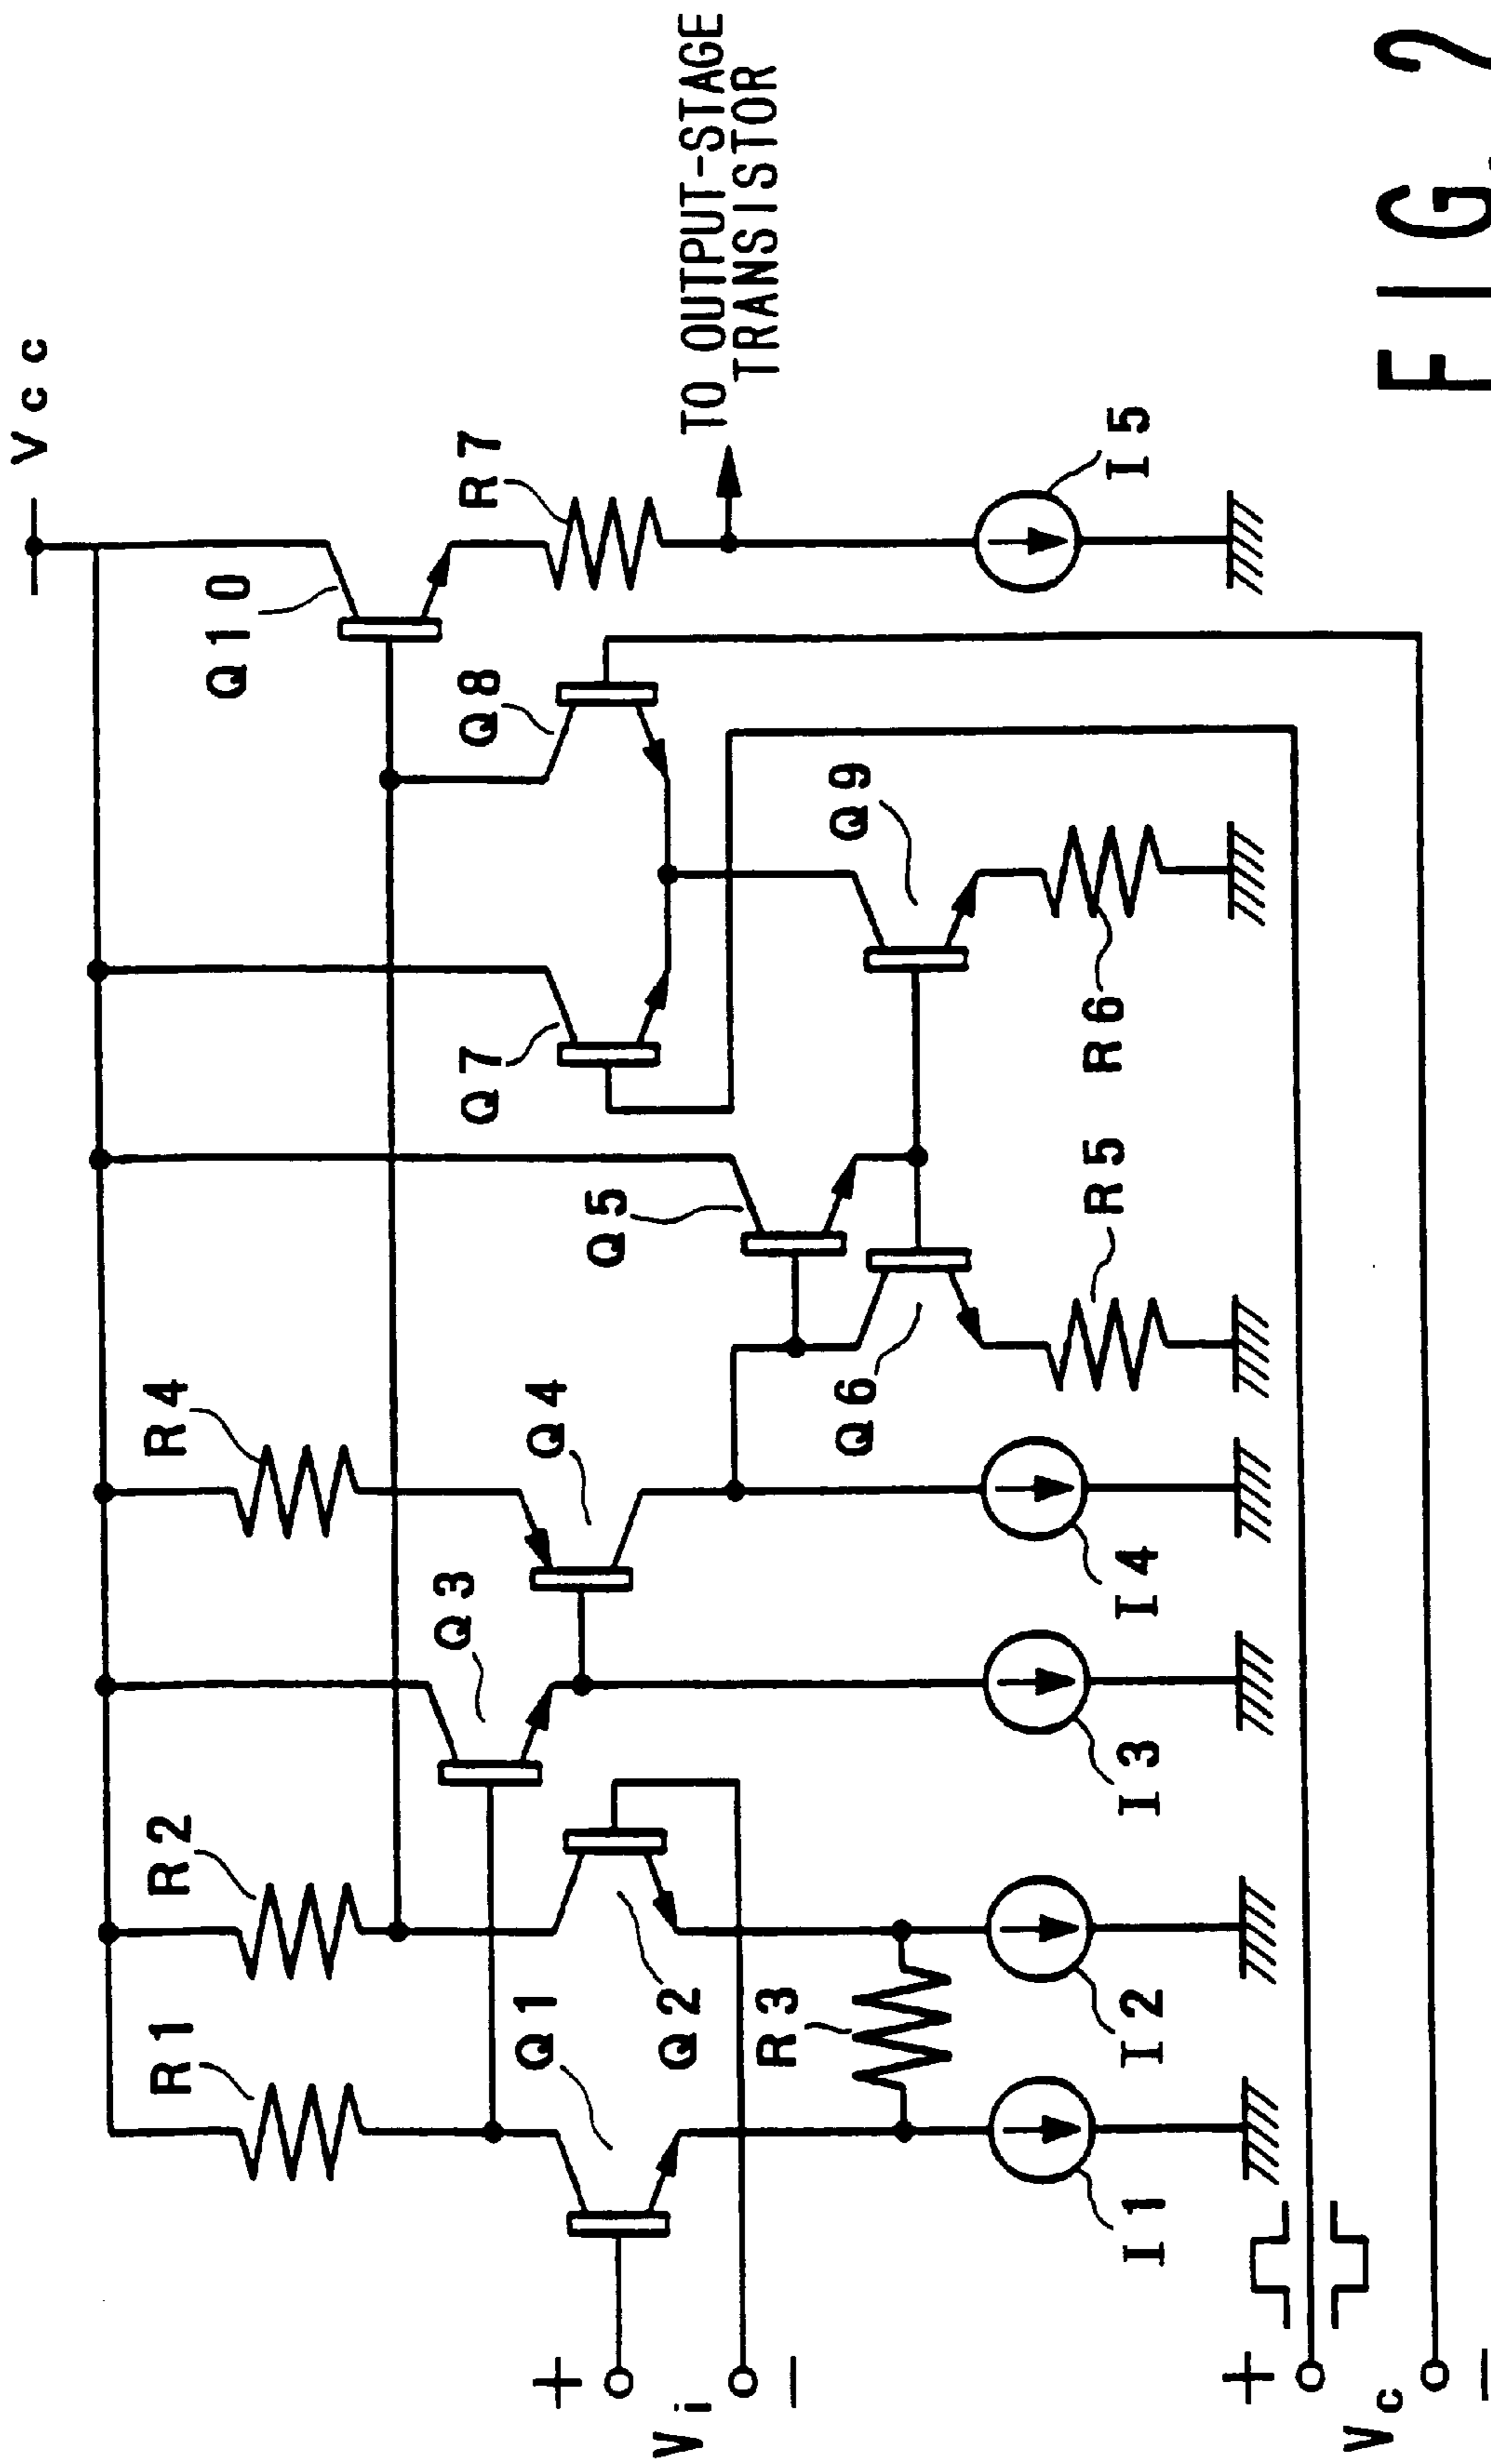 Vcc
R1
R2
R4
Q10
Q3
Q8
R7
Q1
Q4
Q7
Q5
Q2
TO OUTPUT-STAGE
TRANSISTOR
R3
Q6
Q9
R5
R6
I1
I2
I3
I4
I5
+
Vi
−
+
Vc
−
FIG. 2